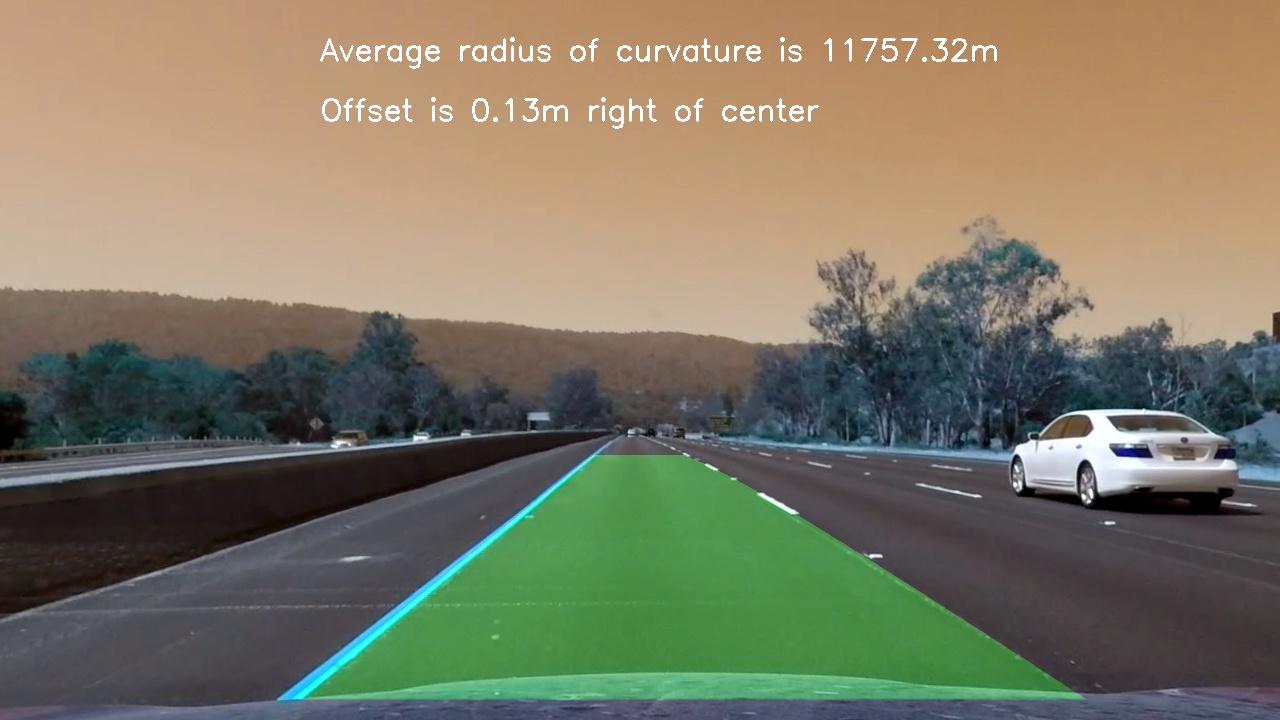 Average radius of curvature is 11757.32m
Offset is 0.13m right of center